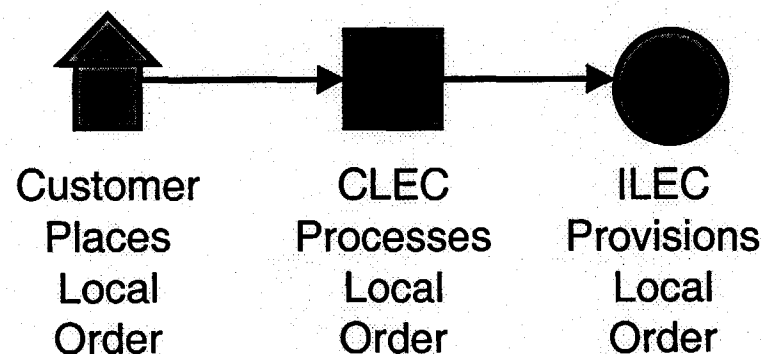 Customer
Places
Local
Order
CLEC
Processes
Local
Order
ILEC
Provisions
Local
Order